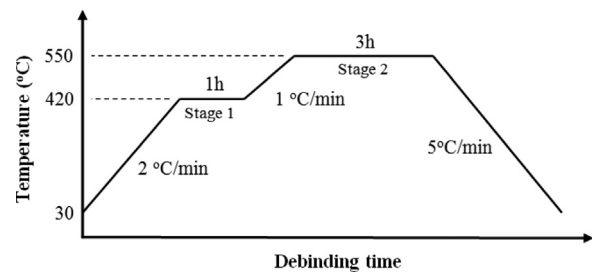 Temperature (°C)
550
420
30
1h
Stage 1
3h
Stage 2
2 °C/min
1 °C/min
5°C/min
Debinding time